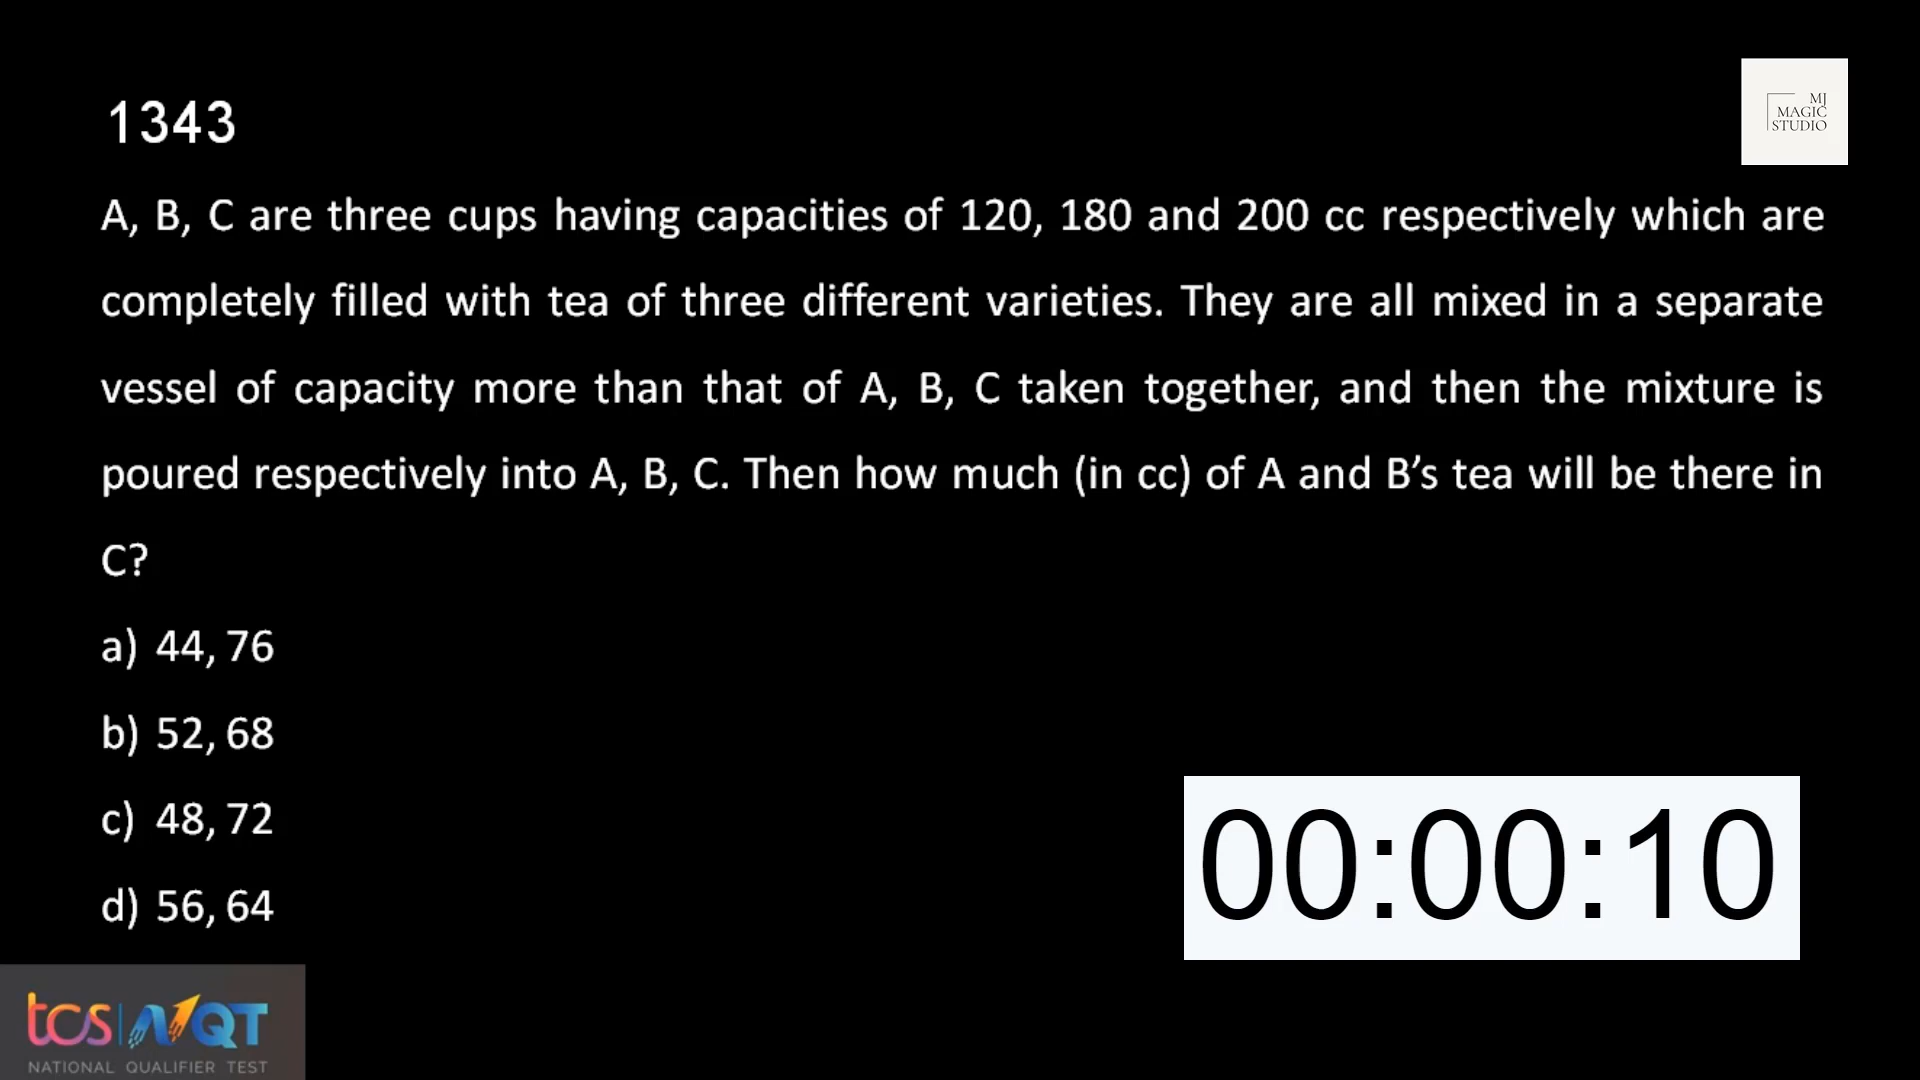 1343
MJ
MAGIC
STUDIO
A, B, C are three cups having capacities of 120, 180 and 200 cc respectively which are
completely filled with tea of three different varieties. They are all mixed in a separate
vessel of capacity more than that of A, B, C taken together, and then the mixture is
poured respectively into A, B, C. Then how much (in cc) of A and B’s tea will be there in
C?
a) 44, 76
b) 52, 68
c) 48, 72
d) 56, 64
00:00:10
tcs NQT
NATIONAL QUALIFIER TEST